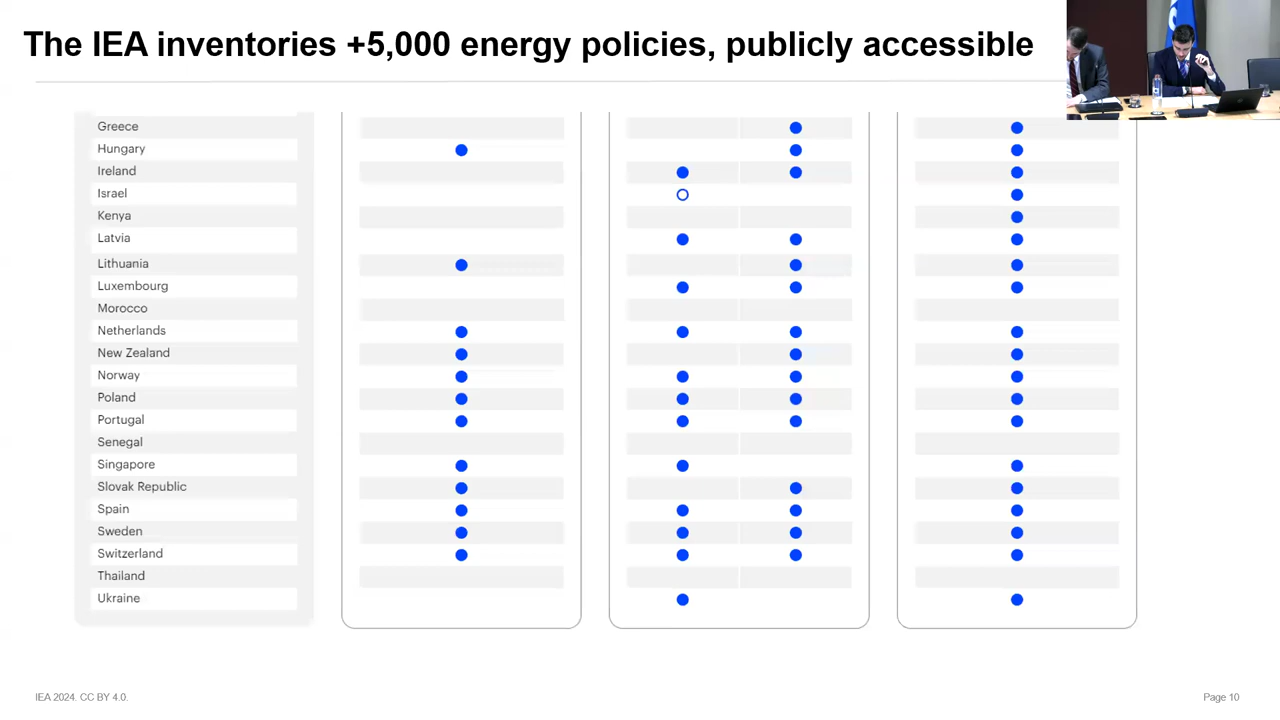 The IEA inventories +5,000 energy policies, publicly accessible
Greece
Hungary
Ireland
Israel
Kenya
Latvia
Lithuania
Luxembourg
Morocco
Netherlands
New Zealand
Norway
Poland
Portugal
Senegal
Singapore
Slovak Republic
Spain
Sweden
Switzerland
Thailand
Ukraine
IEA 2024. CC BY 4.0.
Page 10